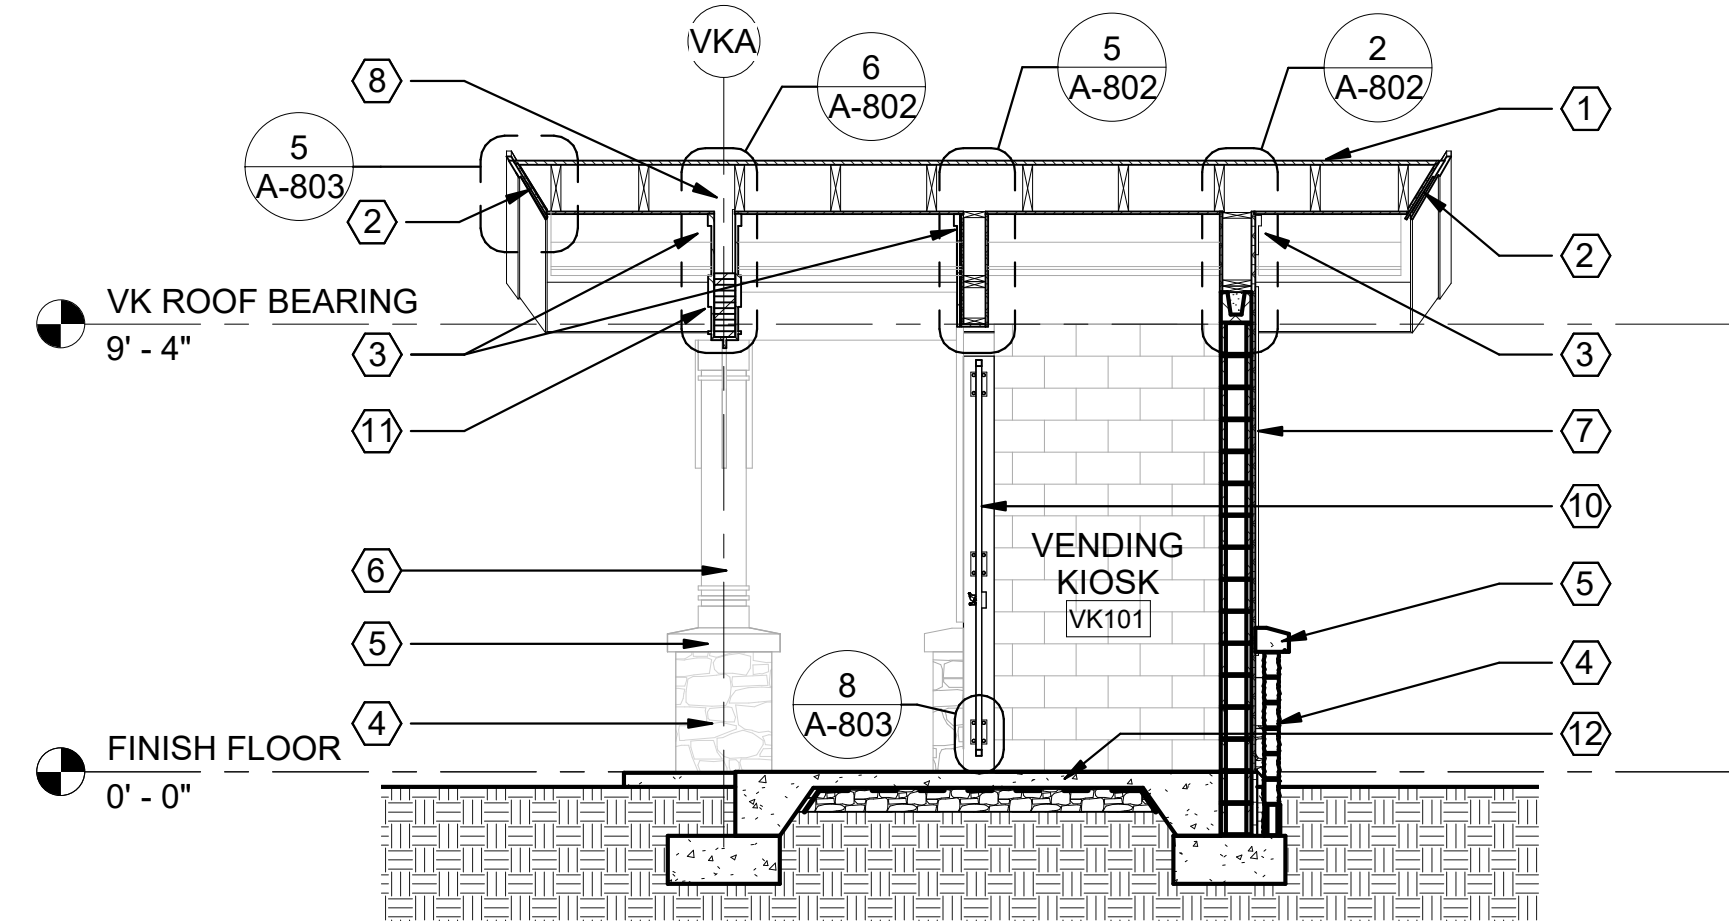 VKA
8
6
A-802
5
A-802
2
A-802
1
5
A-803
2
2
VK ROOF BEARING
9' - 4"
3
3
11
7
10
VENDING
KIOSK
VK101
6
5
5
4
8
A-803
4
12
FINISH FLOOR
0' - 0"